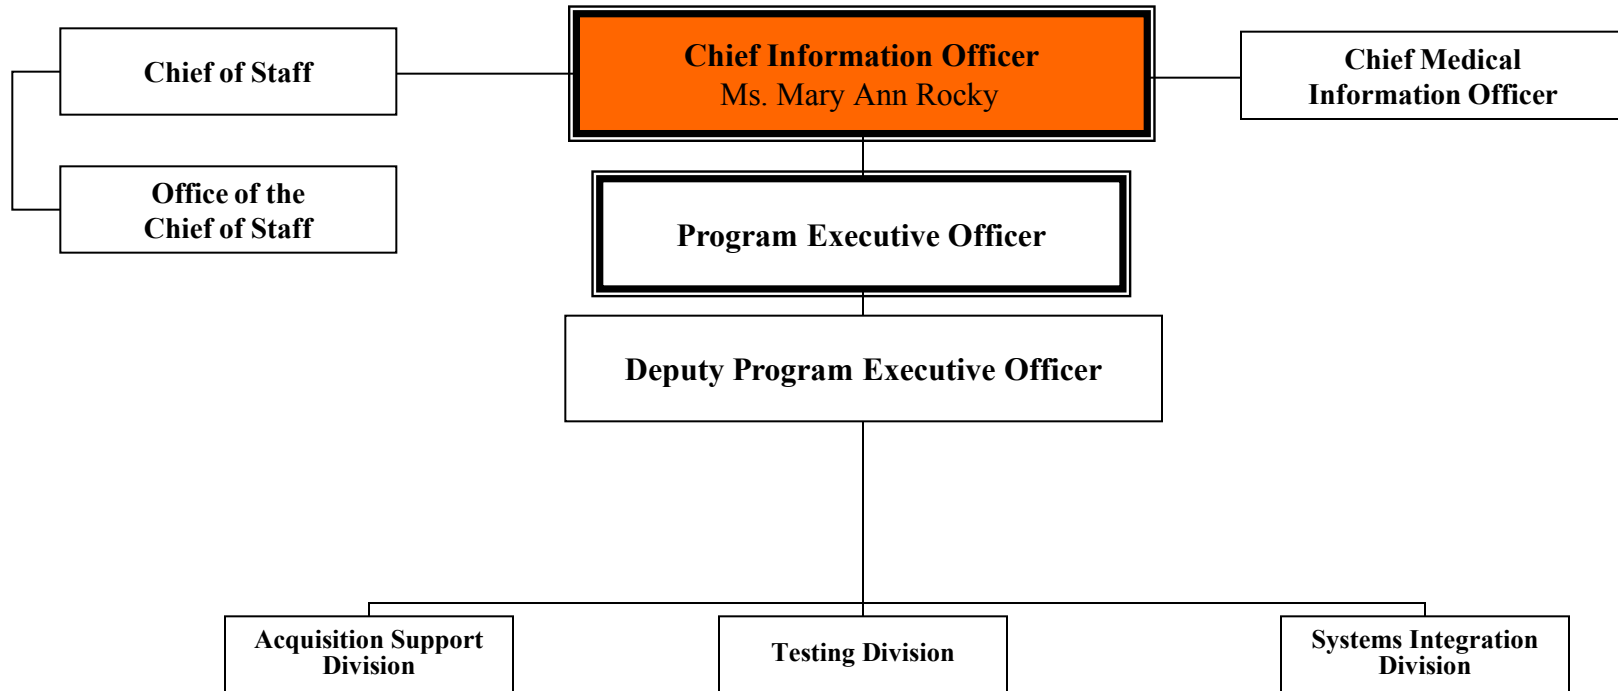 Chief of Staff
Chief Information Officer
Ms. Mary Ann Rocky
Chief Medical
Information Officer
Office of the
Chief of Staff
Program Executive Officer
Deputy Program Executive Officer
Acquisition Support
Division
Testing Division
Systems Integration
Division